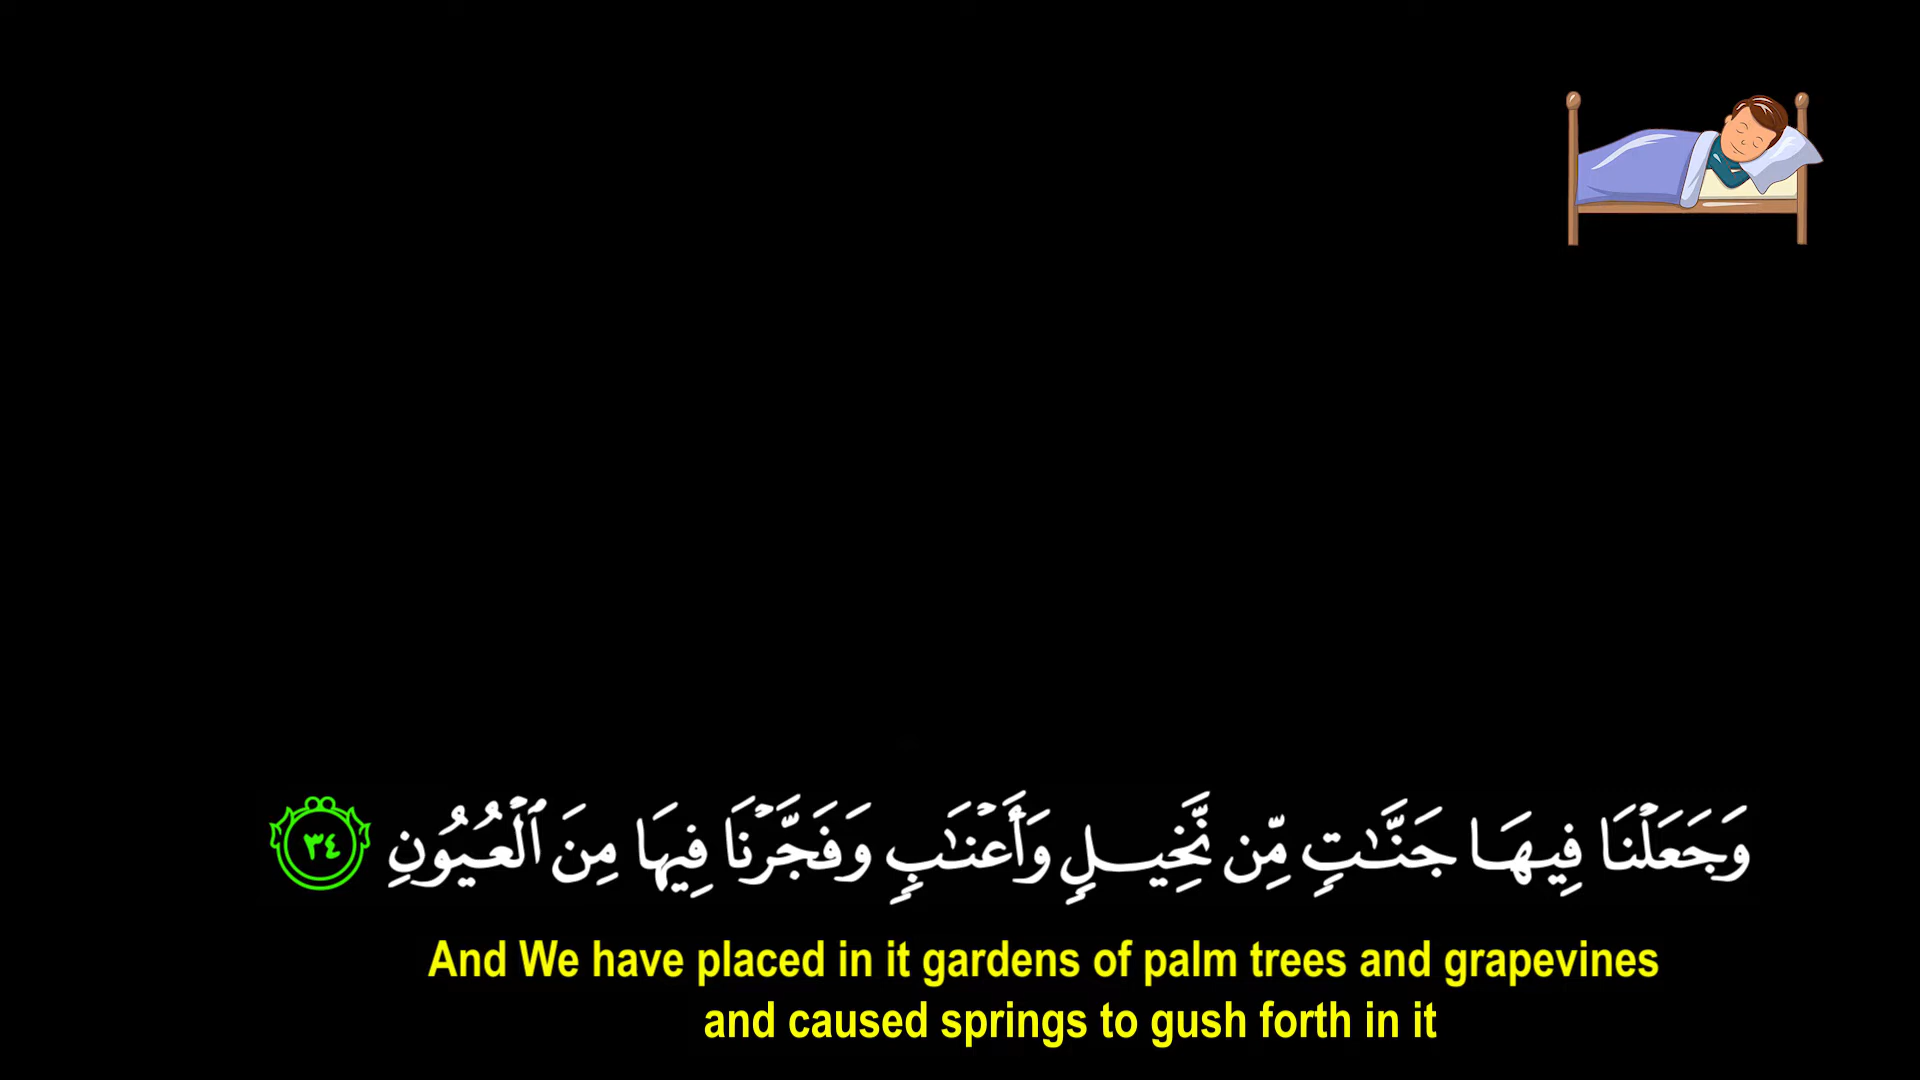 وَجَعَلۡنَا فِيهَا جَنَّٰتٖ مِّن نَّخِيلٖ وَأَعۡنَٰبٖ وَفَجَّرۡنَا فِيهَا مِنَ ٱلۡعُيُونِ ٣٤
And We have placed in it gardens of palm trees and grapevines
and caused springs to gush forth in it